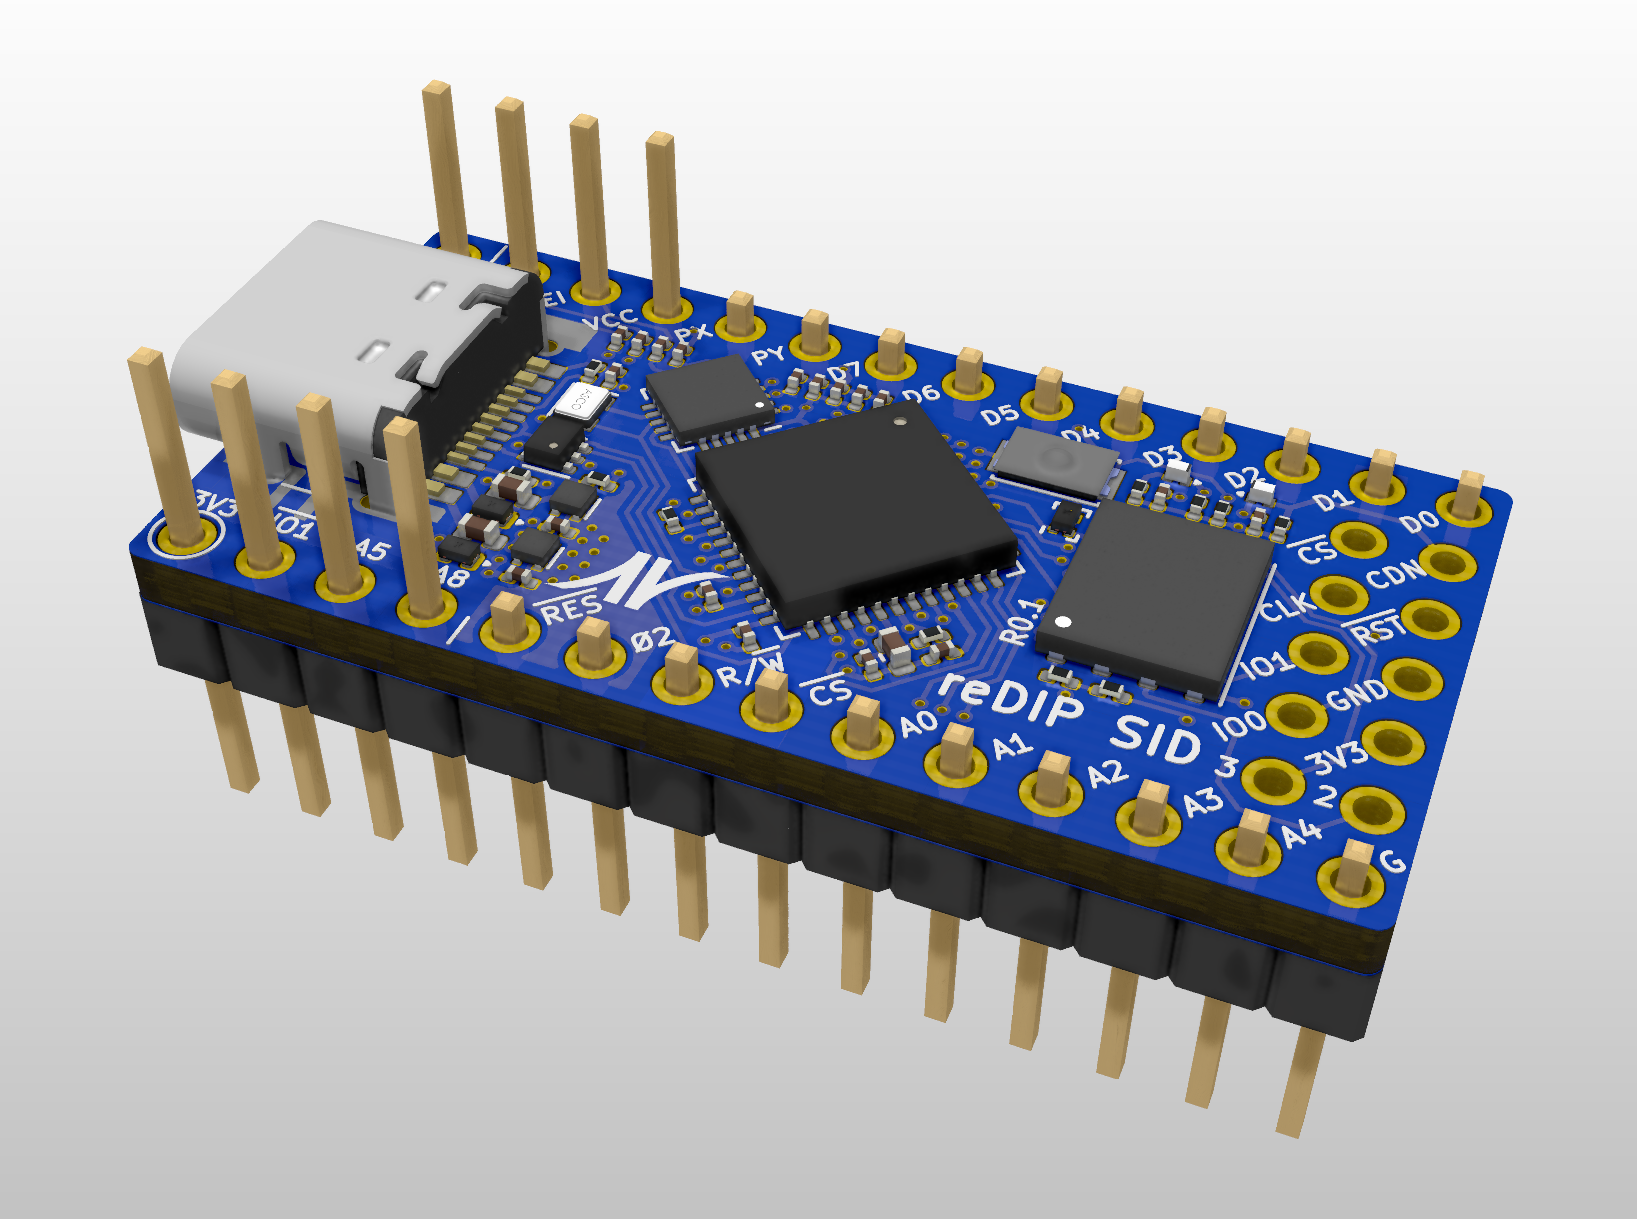 EI
VCC
PX
PY
D7
D6
D5
D4
D3
D2
D1
D0
3V3
IO1
A5
A8
RES
Ø2
R/W
CS
A0
A1
A2
A3
A4
G
R0.1
reDIP SID
CS
CDN
CLK
RST
IO1
GND
IO0
3V3
3
2